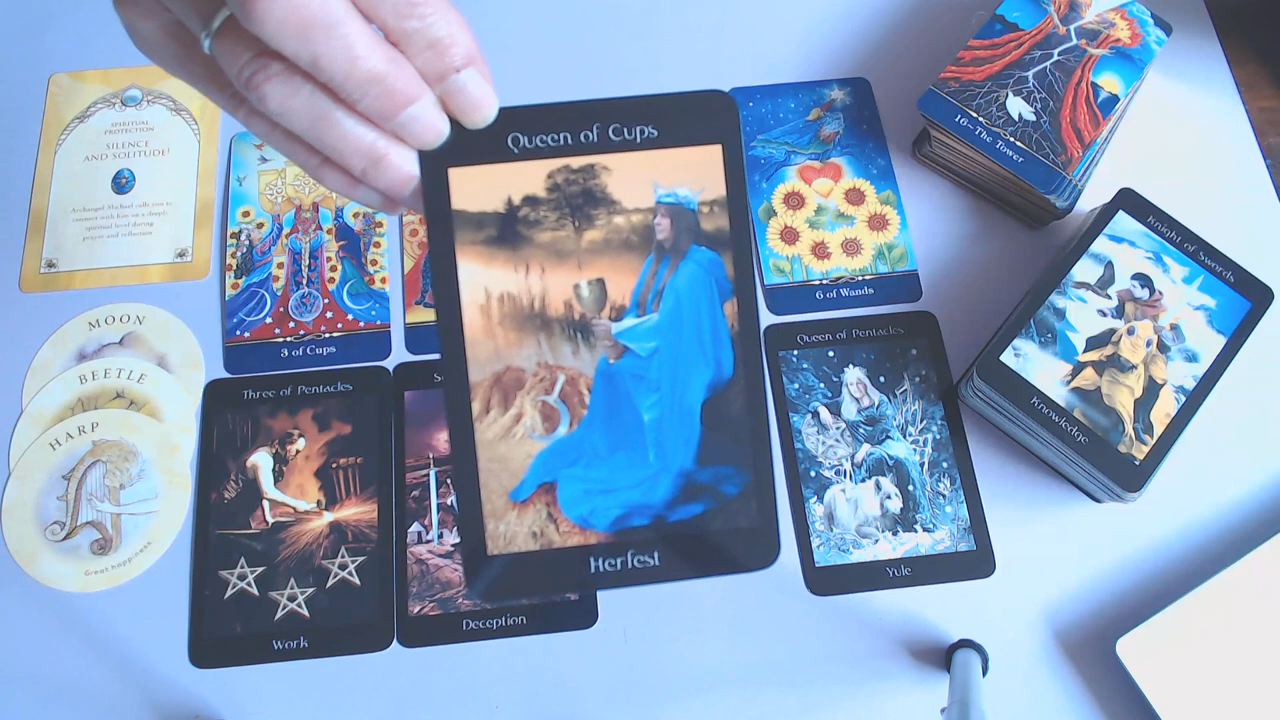 SPIRITUAL
PROTECTION
SILENCE
AND SOLITUDE!
Archangel Michael calls you to
connect with him on a deeply
spiritual level during
prayer and reflection
MOON
BEETLE
HARP
Great happiness
3 of Cups
Three of Pentacles
Work
Deception
Queen of Cups
Herfest
6 of Wands
Queen of Pentacles
Yule
16~The Tower
Knight of Swords
Knowledge